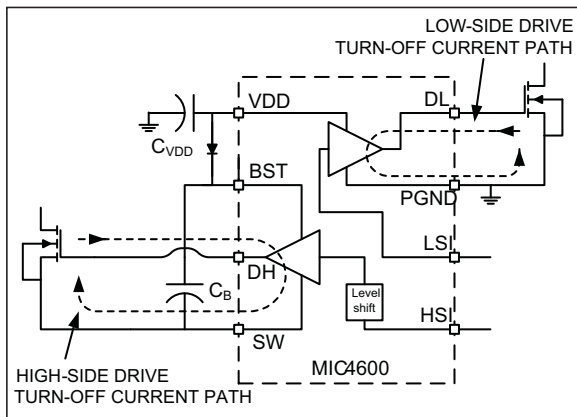 LOW-SIDE DRIVE
TURN-OFF CURRENT PATH
VDD
DL
CVDD
BST
PGND
LSI
DH
CB
Level
shift
HSI
SW
MIC4600
HIGH-SIDE DRIVE
TURN-OFF CURRENT PATH